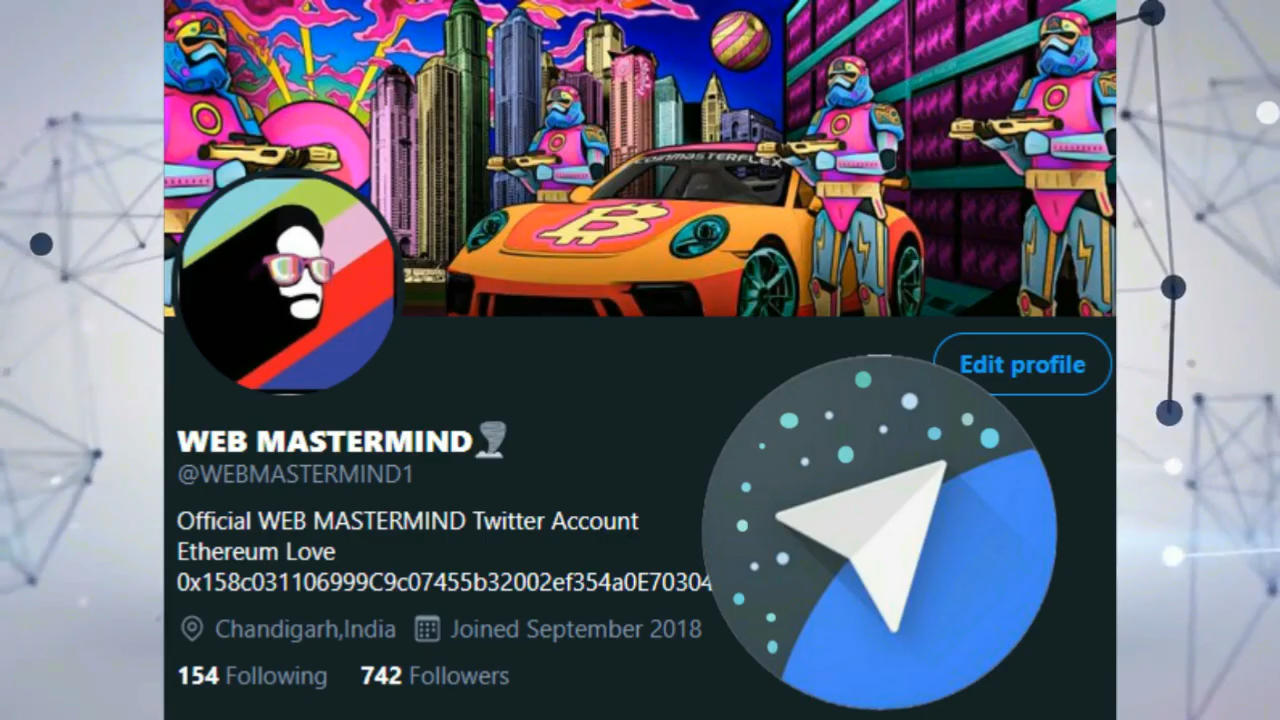 COINMASTERFLEX
Edit profile
WEB MASTERMIND
@WEBMASTERMIND1
Official WEB MASTERMIND Twitter Account
Ethereum Love
0x158c031106999C9c07455b32002ef354a0E70304
Chandigarh,India Joined September 2018
154 Following 742 Followers